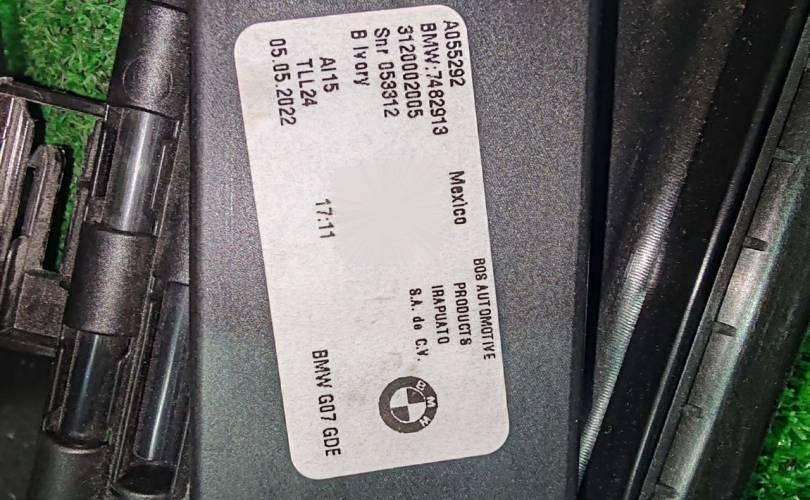 A055292
BMW:7482913
3120002005 Mexico
Snr 053312
B Ivory
AI15
TLL24
05.05.2022 17:11
BOS AUTOMOTIVE
PRODUCTS
IRAPUATO
S.A. de C.V.
BMW
BMW G07 GDE